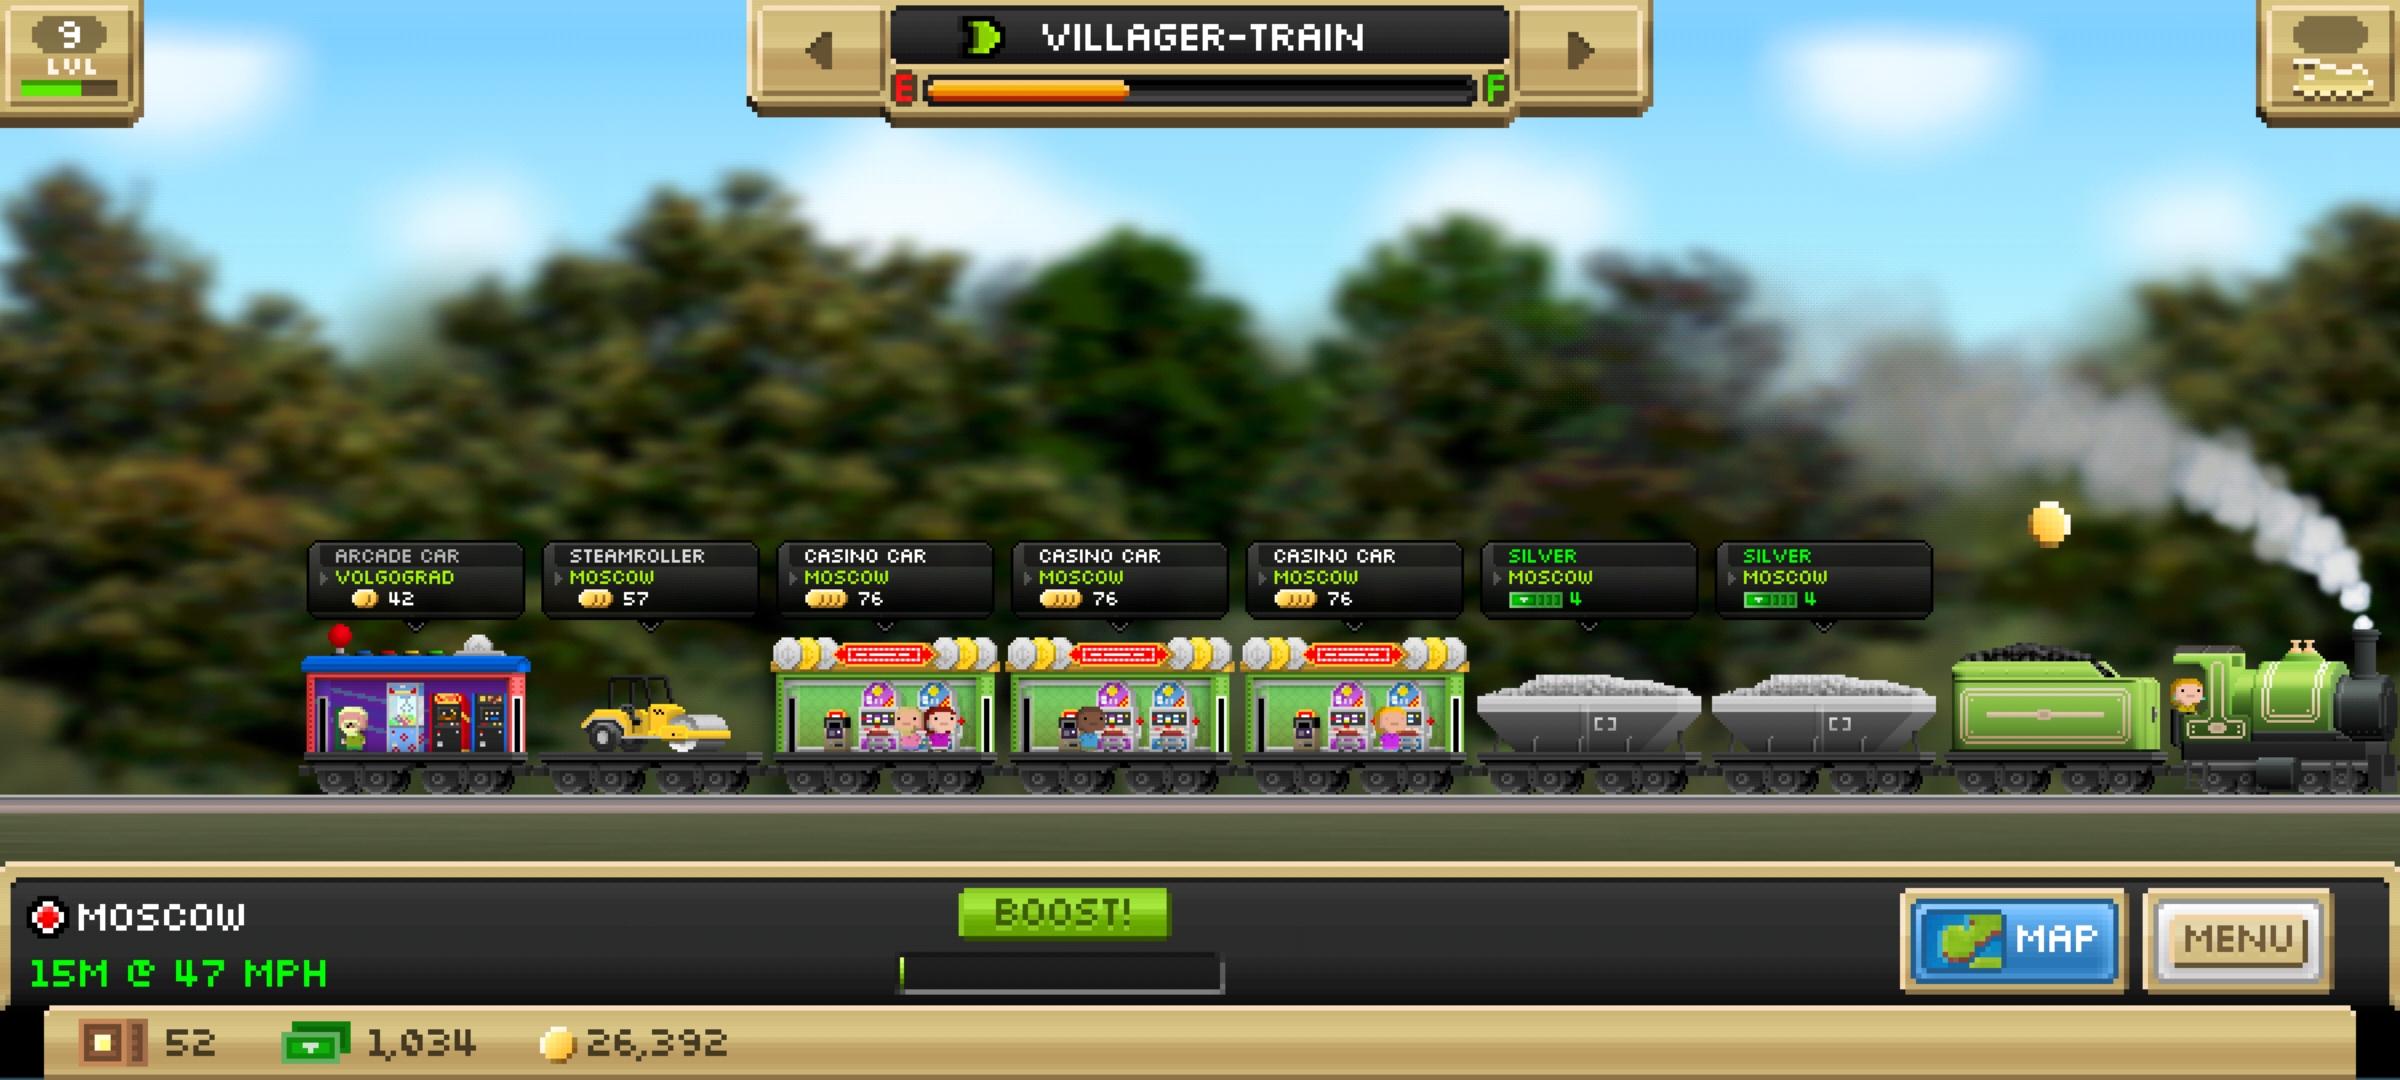 9
LVL
VILLAGER-TRAIN
E F
ARCADE CAR
VOLGOGRAD
42
STEAMROLLER
MOSCOW
57
CASINO CAR
MOSCOW
76
CASINO CAR
MOSCOW
76
CASINO CAR
MOSCOW
76
SILVER
MOSCOW
4
SILVER
MOSCOW
4
MOSCOW
15M @ 47 MPH
BOOST!
MAP
MENU
52
1,034
26,392